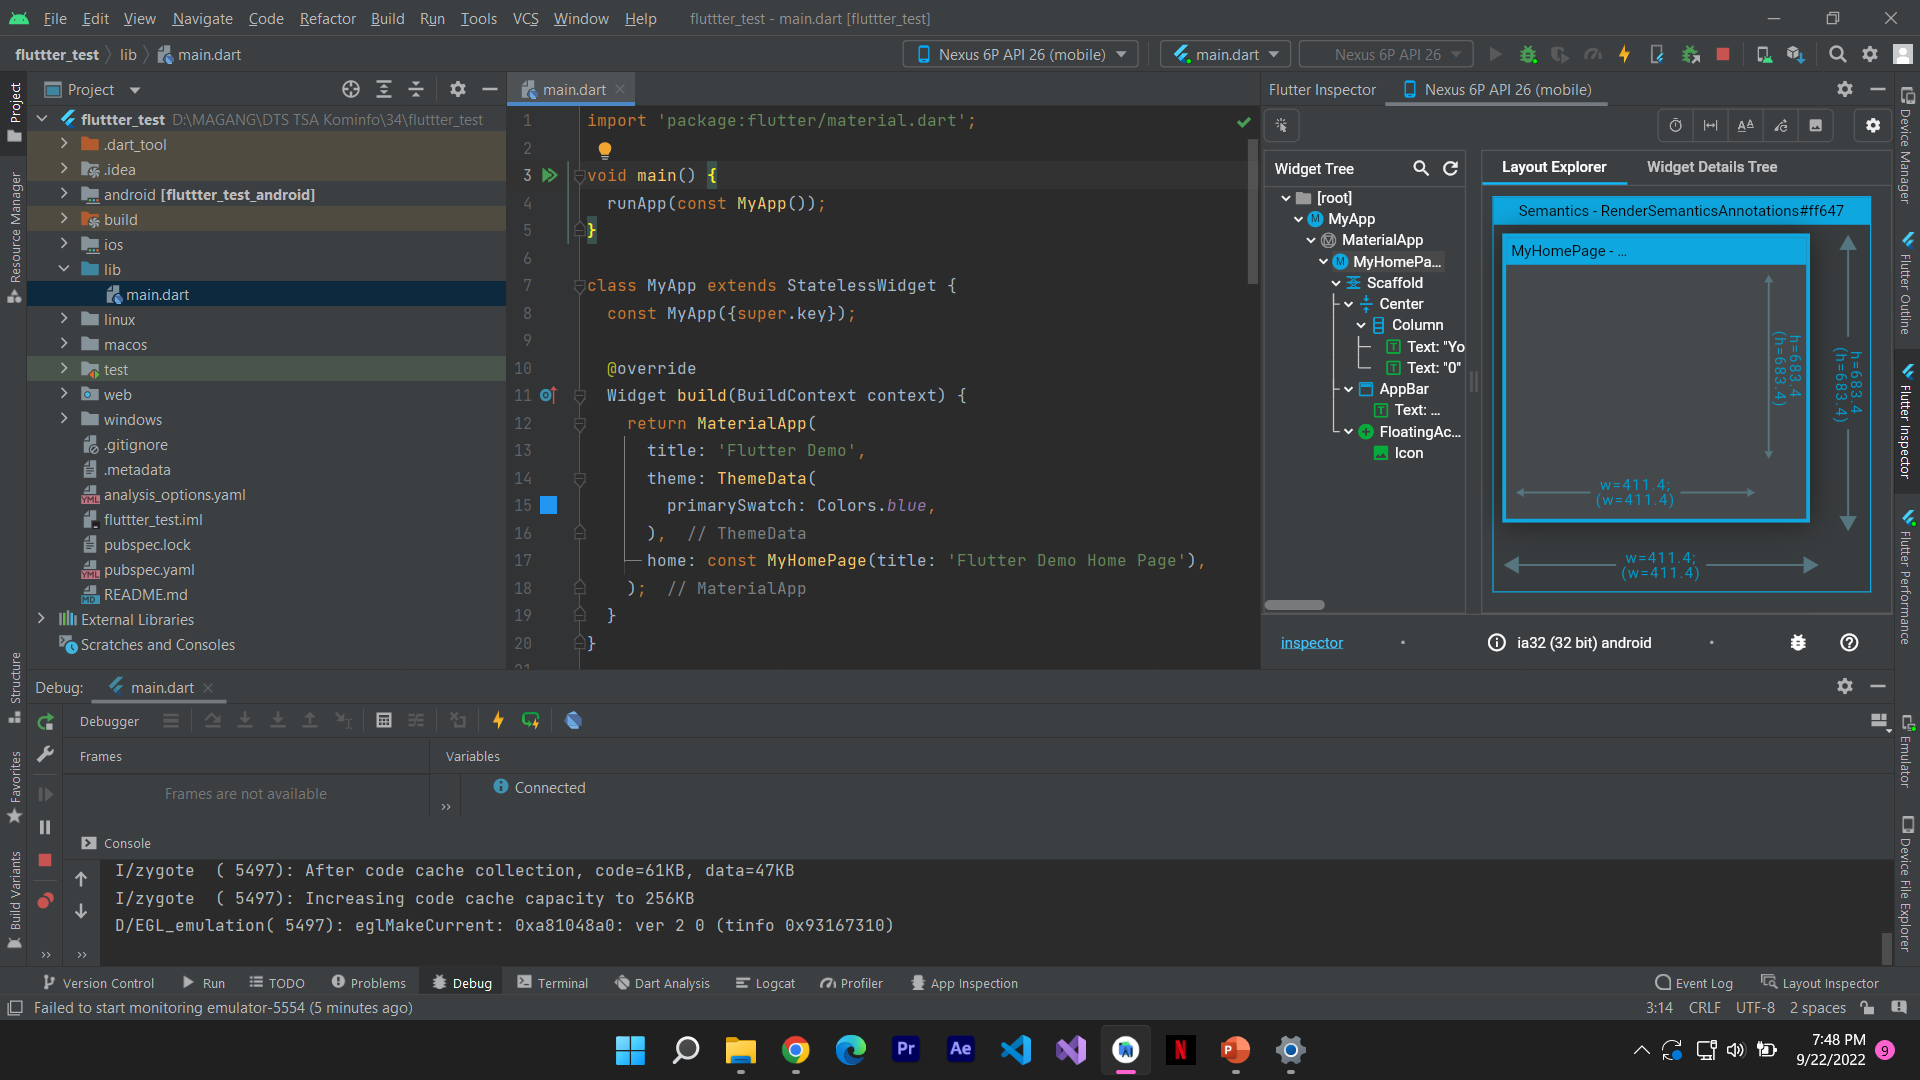 File Edit View Navigate Code Refactor Build Run Tools VCS Window Help fluttter_test - main.dart [fluttter_test]
fluttter_test lib main.dart Nexus 6P API 26 (mobile) main.dart Nexus 6P API 26
Project
Resource Manager
Structure
Favorites
Build Variants
Project
fluttter_test D:\MAGANG\DTS TSA Kominfo\34\fluttter_test
.dart_tool
.idea
android [fluttter_test_android]
build
ios
lib
main.dart
linux
macos
test
web
windows
.gitignore
.metadata
analysis_options.yaml
fluttter_test.iml
pubspec.lock
pubspec.yaml
README.md
External Libraries
Scratches and Consoles
main.dart
1 import 'package:flutter/material.dart';
2
3 void main() {
4 runApp(const MyApp());
5 }
6
7 class MyApp extends StatelessWidget {
8 const MyApp({super.key});
9
10 @override
11 Widget build(BuildContext context) {
12 return MaterialApp(
13 title: 'Flutter Demo',
14 theme: ThemeData(
15 primarySwatch: Colors.blue,
16 ), // ThemeData
17 home: const MyHomePage(title: 'Flutter Demo Home Page'),
18 ); // MaterialApp
19 }
20 }
21
Flutter Inspector Nexus 6P API 26 (mobile)
Widget Tree
[root]
MyApp
MaterialApp
MyHomePa...
Scaffold
Center
Column
Text: "Yo
Text: "0"
AppBar
Text: ...
FloatingAc...
Icon
Layout Explorer Widget Details Tree
Semantics - RenderSemanticsAnnotations#ff647
MyHomePage - ...
h=683.4
(h=683.4)
h=683.4
(h=683.4)
w=411.4;
(w=411.4)
w=411.4;
(w=411.4)
inspector ia32 (32 bit) android
Device Manager
Flutter Outline
Flutter Inspector
Flutter Performance
Emulator
Device File Explorer
Debug: main.dart
Debugger
Frames Variables
Frames are not available
Connected
Console
I/zygote ( 5497): After code cache collection, code=61KB, data=47KB
I/zygote ( 5497): Increasing code cache capacity to 256KB
D/EGL_emulation( 5497): eglMakeCurrent: 0xa81048a0: ver 2 0 (tinfo 0x93167310)
Version Control Run TODO Problems Debug Terminal Dart Analysis Logcat Profiler App Inspection Event Log Layout Inspector
Failed to start monitoring emulator-5554 (5 minutes ago) 3:14 CRLF UTF-8 2 spaces
Pr Ae N P
7:48 PM
9/22/2022 9